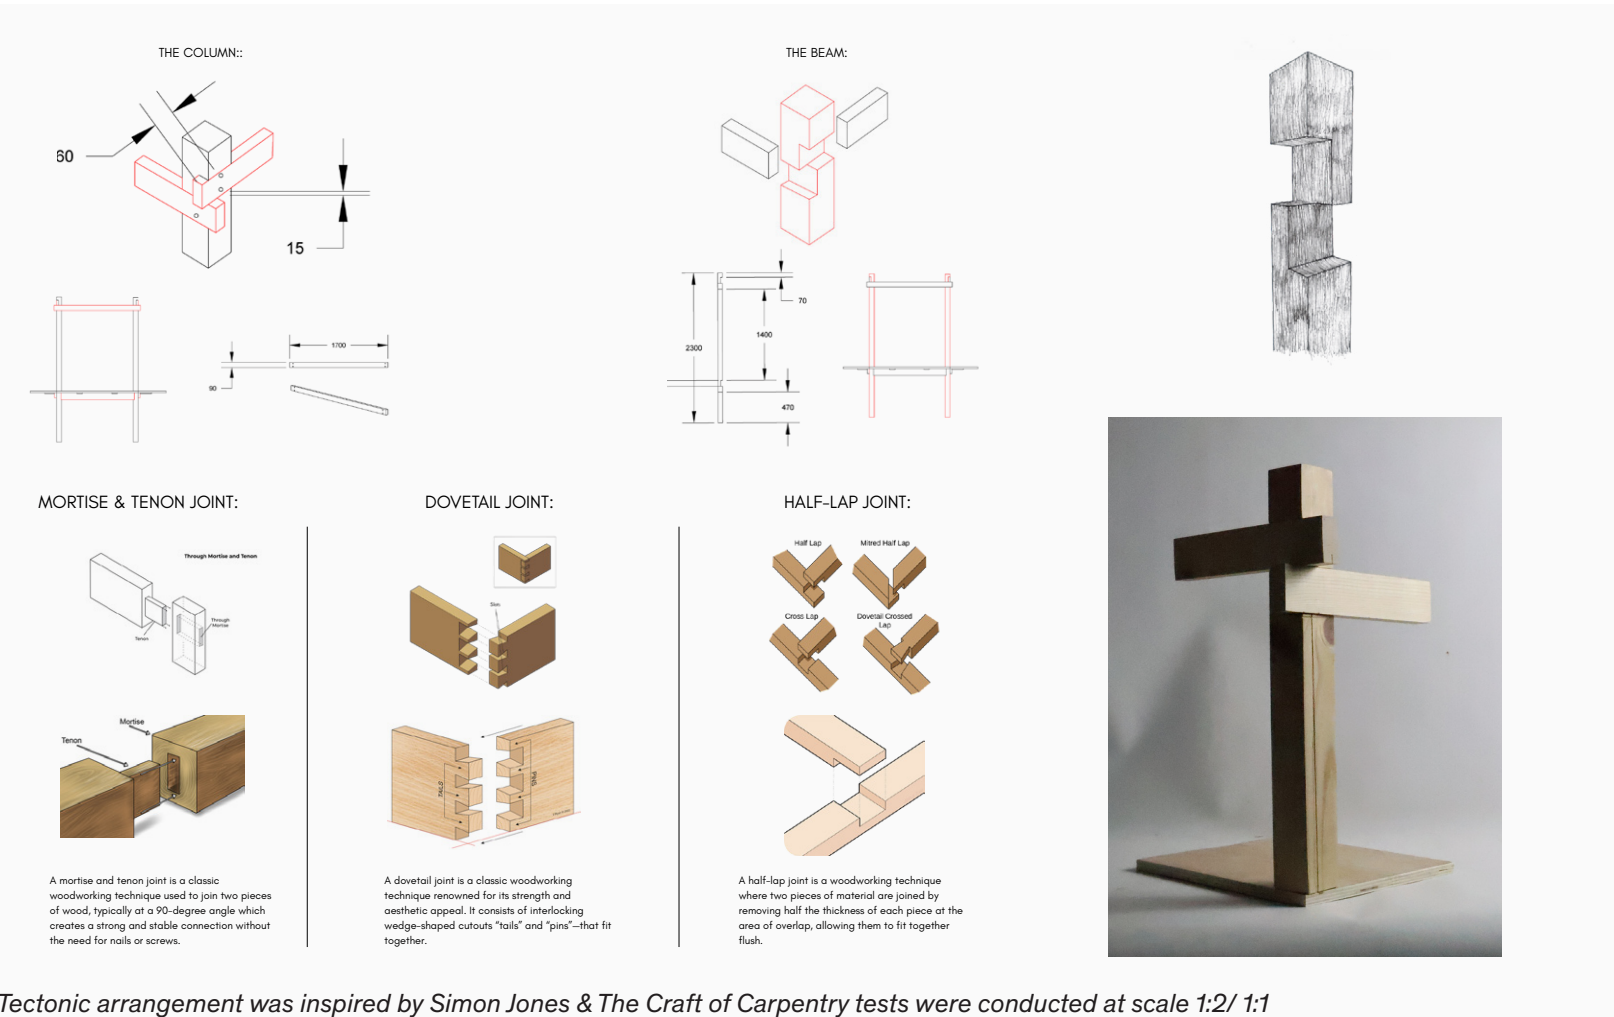 THE COLUMN::
THE BEAM:
60
15
1700
90
70
1400
2300
470
MORTISE & TENON JOINT:
DOVETAIL JOINT:
HALF-LAP JOINT:
Through Mortise and Tenon
Through
Mortise
Tenon
Mortise
Tenon
Skin
PINS
Half Lap
Mitred Half Lap
Cross Lap
Dovetail Crossed
Lap
A mortise and tenon joint is a classic
woodworking technique used to join two pieces
of wood, typically at a 90-degree angle which
creates a strong and stable connection without
the need for nails or screws.
A dovetail joint is a classic woodworking
technique renowned for its strength and
aesthetic appeal. It consists of interlocking
wedge-shaped cutouts “tails” and “pins”—that fit
together.
A half-lap joint is a woodworking technique
where two pieces of material are joined by
removing half the thickness of each piece at the
area of overlap, allowing them to fit together
flush.
Tectonic arrangement was inspired by Simon Jones & The Craft of Carpentry tests were conducted at scale 1:2/ 1:1